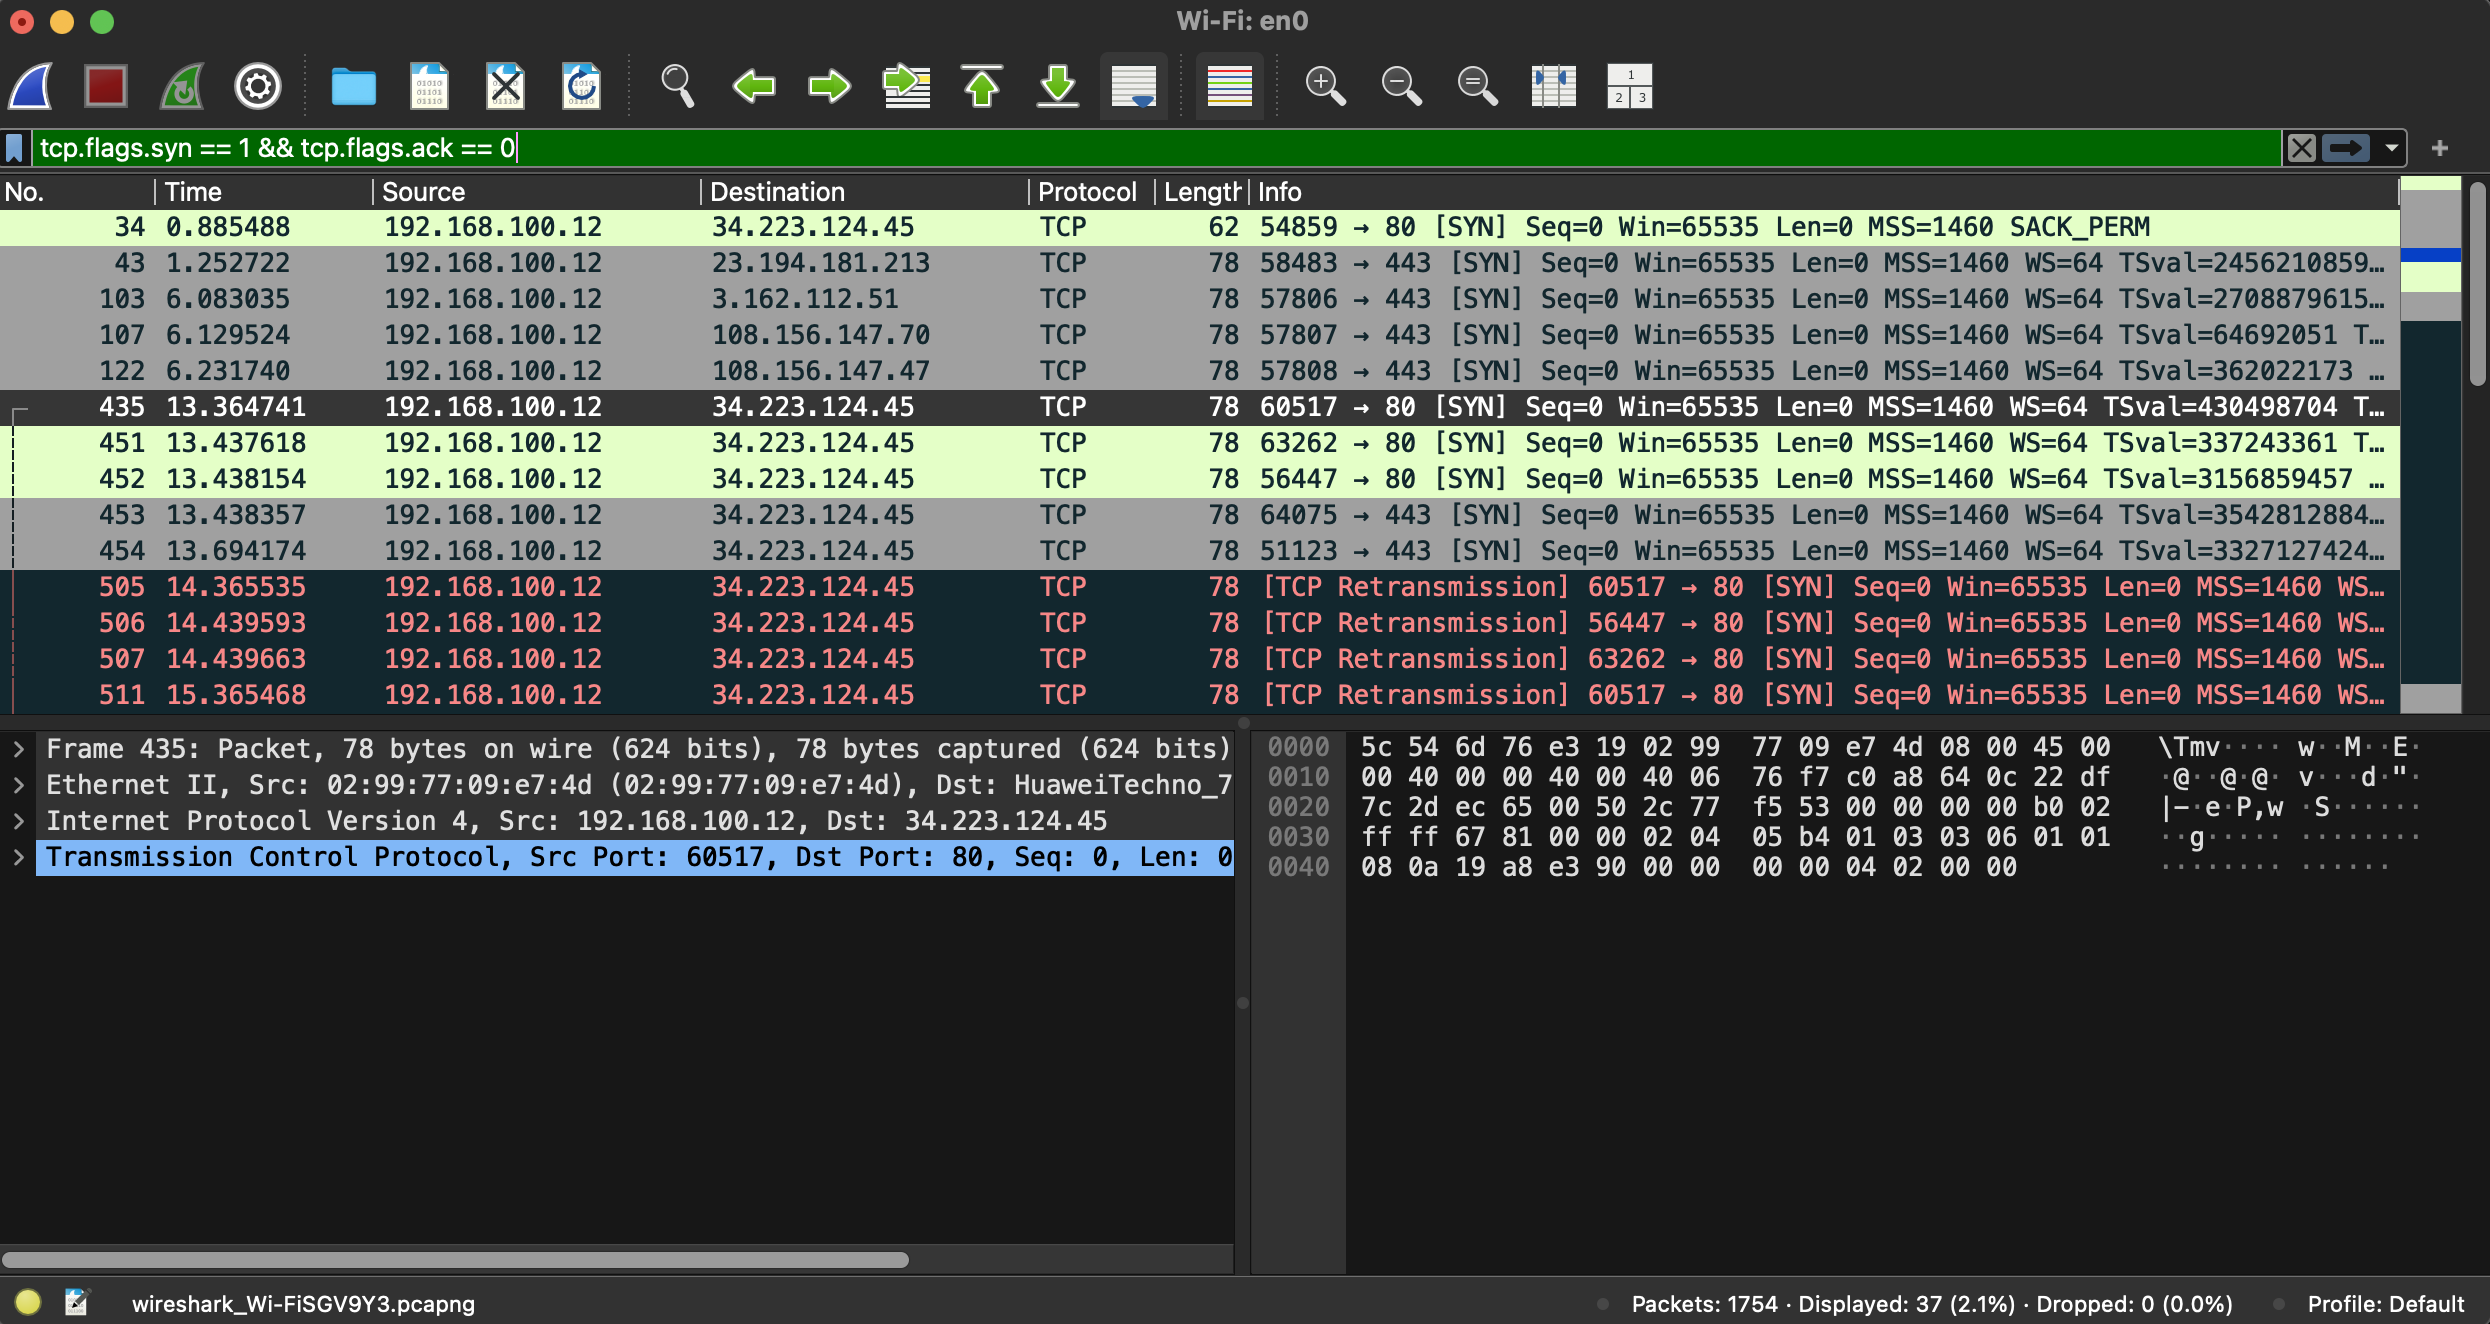 Wi-Fi: en0
tcp.flags.syn == 1 && tcp.flags.ack == 0
No. Time Source Destination Protocol Length Info
34 0.885488 192.168.100.12 34.223.124.45 TCP 62 54859 → 80 [SYN] Seq=0 Win=65535 Len=0 MSS=1460 SACK_PERM
43 1.252722 192.168.100.12 23.194.181.213 TCP 78 58483 → 443 [SYN] Seq=0 Win=65535 Len=0 MSS=1460 WS=64 TSval=2456210859…
103 6.083035 192.168.100.12 3.162.112.51 TCP 78 57806 → 443 [SYN] Seq=0 Win=65535 Len=0 MSS=1460 WS=64 TSval=2708879615…
107 6.129524 192.168.100.12 108.156.147.70 TCP 78 57807 → 443 [SYN] Seq=0 Win=65535 Len=0 MSS=1460 WS=64 TSval=64692051 T…
122 6.231740 192.168.100.12 108.156.147.47 TCP 78 57808 → 443 [SYN] Seq=0 Win=65535 Len=0 MSS=1460 WS=64 TSval=362022173 …
435 13.364741 192.168.100.12 34.223.124.45 TCP 78 60517 → 80 [SYN] Seq=0 Win=65535 Len=0 MSS=1460 WS=64 TSval=430498704 T…
451 13.437618 192.168.100.12 34.223.124.45 TCP 78 63262 → 80 [SYN] Seq=0 Win=65535 Len=0 MSS=1460 WS=64 TSval=337243361 T…
452 13.438154 192.168.100.12 34.223.124.45 TCP 78 56447 → 80 [SYN] Seq=0 Win=65535 Len=0 MSS=1460 WS=64 TSval=3156859457 …
453 13.438357 192.168.100.12 34.223.124.45 TCP 78 64075 → 443 [SYN] Seq=0 Win=65535 Len=0 MSS=1460 WS=64 TSval=3542812884…
454 13.694174 192.168.100.12 34.223.124.45 TCP 78 51123 → 443 [SYN] Seq=0 Win=65535 Len=0 MSS=1460 WS=64 TSval=3327127424…
505 14.365535 192.168.100.12 34.223.124.45 TCP 78 [TCP Retransmission] 60517 → 80 [SYN] Seq=0 Win=65535 Len=0 MSS=1460 WS…
506 14.439593 192.168.100.12 34.223.124.45 TCP 78 [TCP Retransmission] 56447 → 80 [SYN] Seq=0 Win=65535 Len=0 MSS=1460 WS…
507 14.439663 192.168.100.12 34.223.124.45 TCP 78 [TCP Retransmission] 63262 → 80 [SYN] Seq=0 Win=65535 Len=0 MSS=1460 WS…
511 15.365468 192.168.100.12 34.223.124.45 TCP 78 [TCP Retransmission] 60517 → 80 [SYN] Seq=0 Win=65535 Len=0 MSS=1460 WS…
Frame 435: Packet, 78 bytes on wire (624 bits), 78 bytes captured (624 bits)
Ethernet II, Src: 02:99:77:09:e7:4d (02:99:77:09:e7:4d), Dst: HuaweiTechno_7
Internet Protocol Version 4, Src: 192.168.100.12, Dst: 34.223.124.45
Transmission Control Protocol, Src Port: 60517, Dst Port: 80, Seq: 0, Len: 0
0000 5c 54 6d 76 e3 19 02 99 77 09 e7 4d 08 00 45 00 \Tmv···· w··M··E·
0010 00 40 00 00 40 00 40 06 76 f7 c0 a8 64 0c 22 df ·@··@·@· v···d·"·
0020 7c 2d ec 65 00 50 2c 77 f5 53 00 00 00 00 b0 02 |-·e·P,w ·S······
0030 ff ff 67 81 00 00 02 04 05 b4 01 03 03 06 01 01 ··g····· ········
0040 08 0a 19 a8 e3 90 00 00 00 00 04 02 00 00 ········ ······
wireshark_Wi-FiSGV9Y3.pcapng
Packets: 1754 · Displayed: 37 (2.1%) · Dropped: 0 (0.0%)
Profile: Default